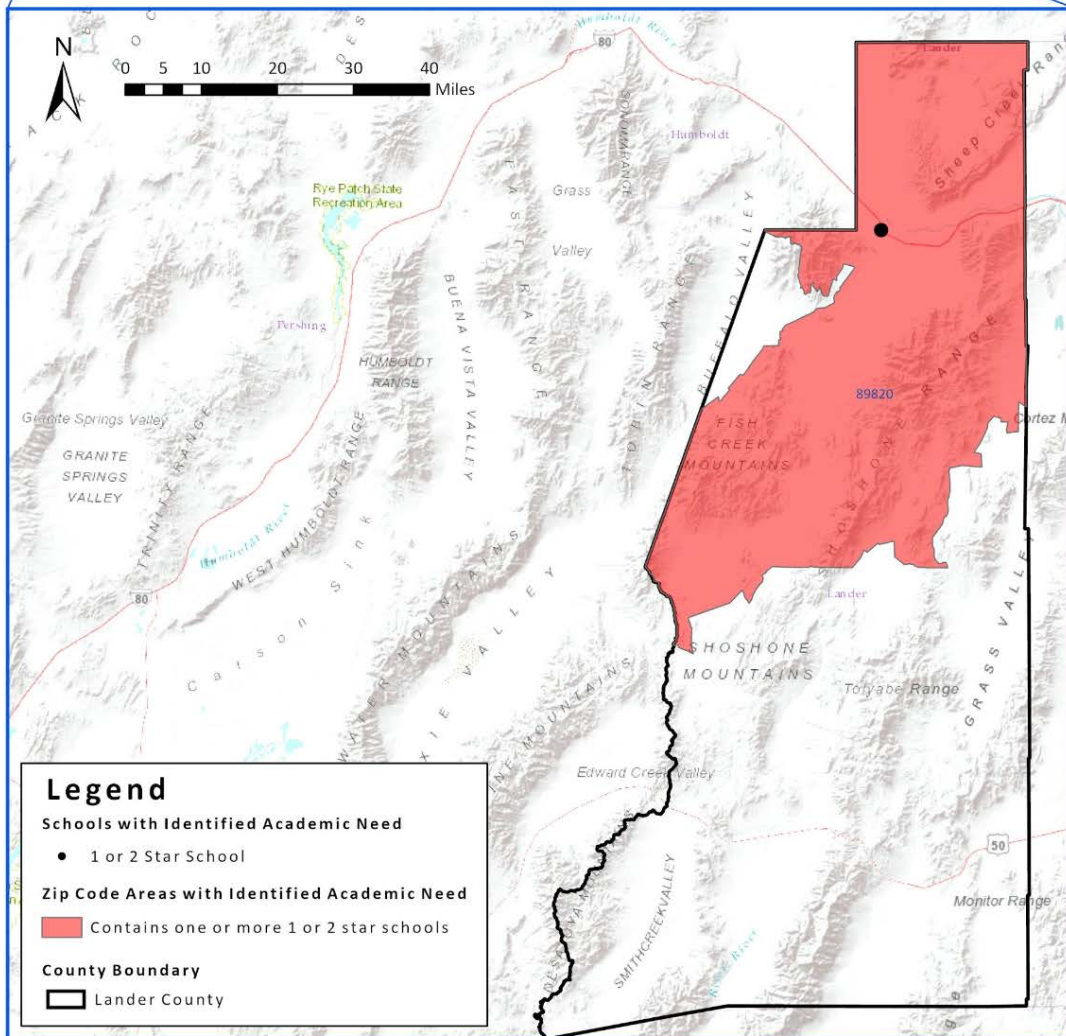 Humboldt River
80
Lander
N
0 5 10 20 30 40
Miles
Sheep Creek Range
SONOMA RANGE
Humboldt
EAST RANGE
Grass
Valley
Rye Patch State
Recreation Area
BUFFALO VALLEY
BUENA VISTA VALLEY
TOBIN RANGE
Pershing
HUMBOLDT
RANGE
89820
Granite Springs Valley
Cortez M
FISH
CREEK
MOUNTAINS
GRANITE
SPRINGS
VALLEY
TRINITY RANGE
WEST HUMBOLDT RANGE
SHOSHONE RANGE
Humboldt River
80
Carson Sink
WATER MOUNTAINS
XIE VALLEY
Lander
GRASS VALLEY
SHOSHONE
MOUNTAINS
Toiyabe Range
INE MOUNTAINS
Edward Creek Valley
50
Monitor Range
SMITHCREEKVALLEY
Legend
Schools with Identified Academic Need
1 or 2 Star School
Zip Code Areas with Identified Academic Need
Contains one or more 1 or 2 star schools
County Boundary
Lander County